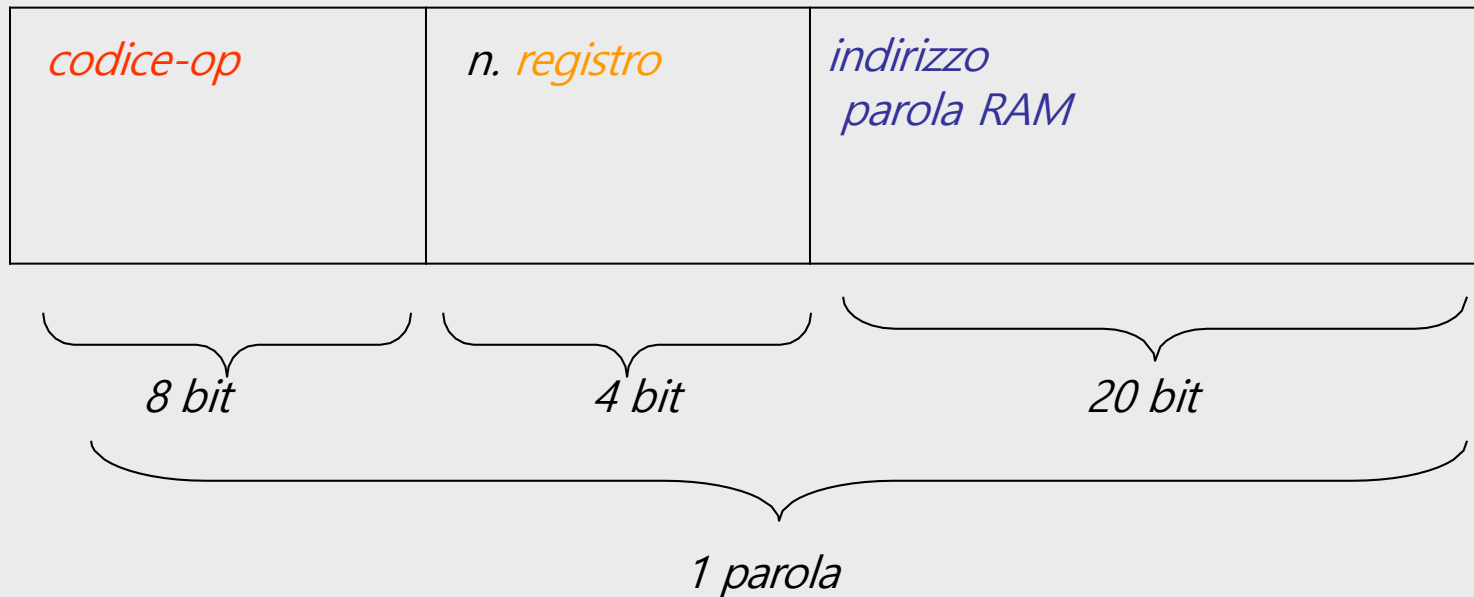 codice-op
n. registro
indirizzo
parola RAM
8 bit
4 bit
20 bit
1 parola